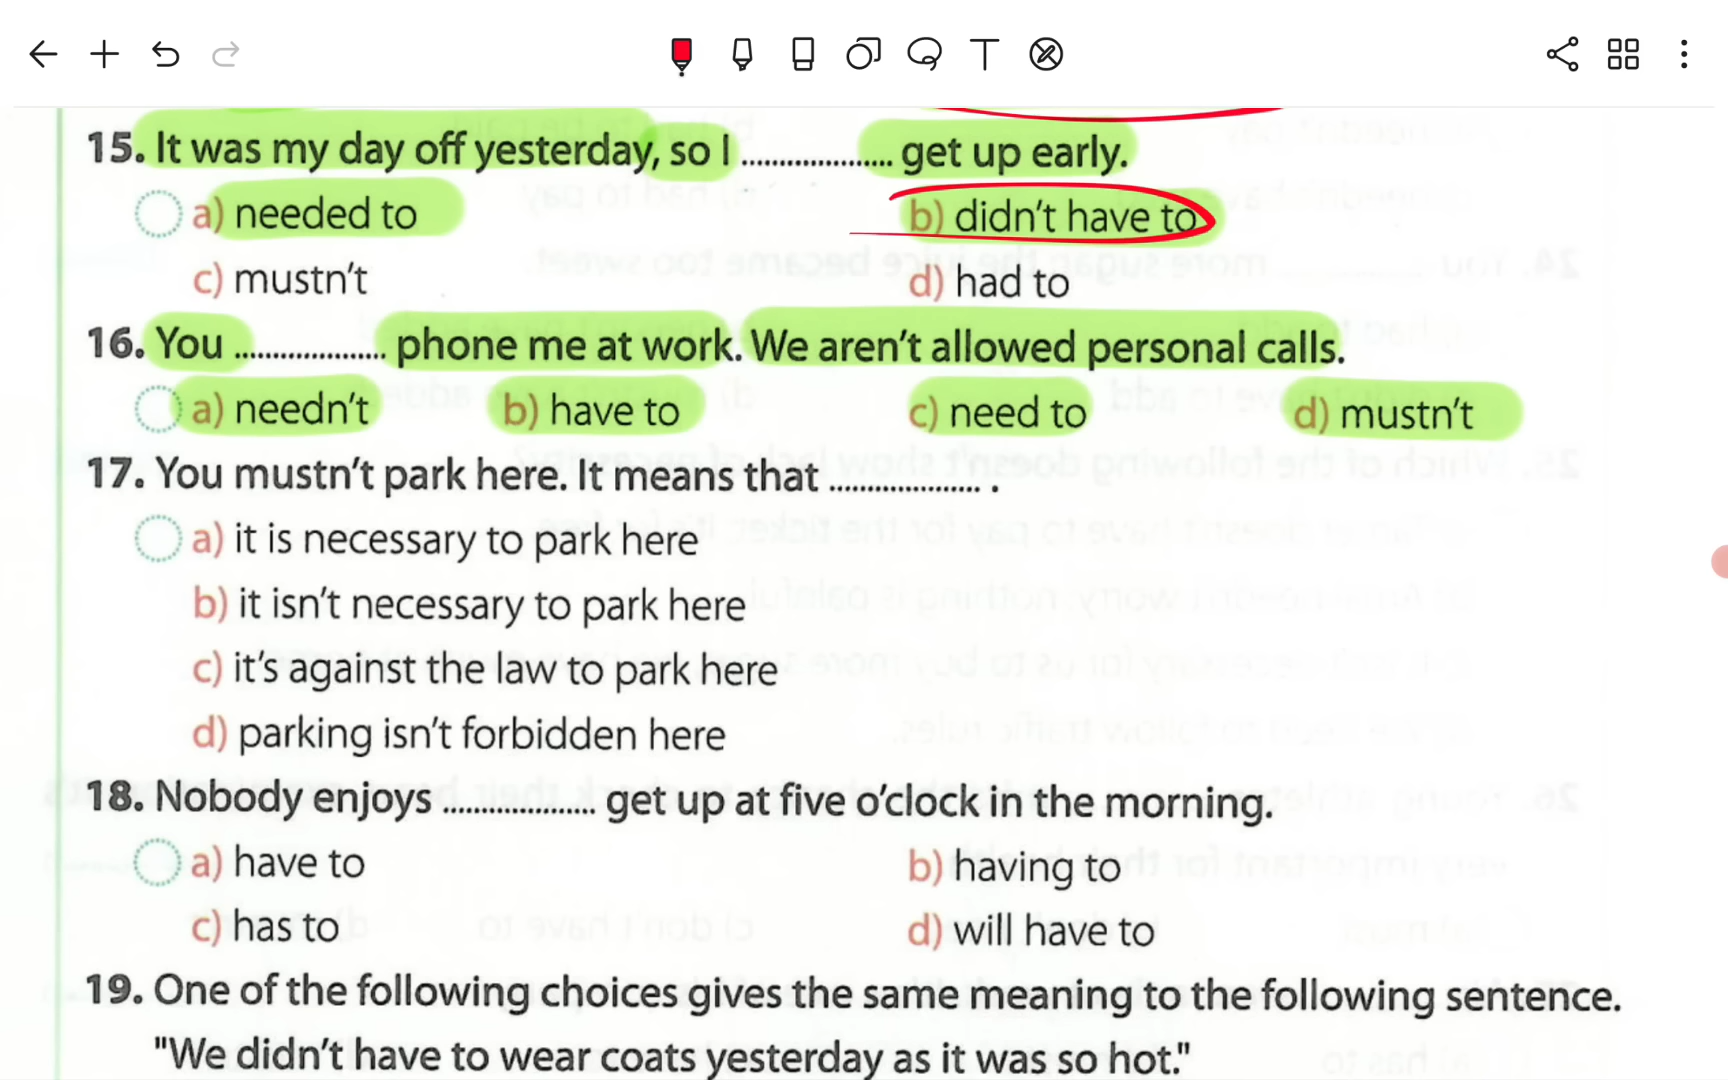 15. It was my day off yesterday, so I .................. get up early.
a) needed to b) didn't have to
c) mustn't d) had to
16. You .................. phone me at work. We aren't allowed personal calls.
a) needn't b) have to c) need to d) mustn't
17. You mustn't park here. It means that .................. .
a) it is necessary to park here
b) it isn't necessary to park here
c) it's against the law to park here
d) parking isn't forbidden here
18. Nobody enjoys .................. get up at five o'clock in the morning.
a) have to b) having to
c) has to d) will have to
19. One of the following choices gives the same meaning to the following sentence.
"We didn't have to wear coats yesterday as it was so hot."